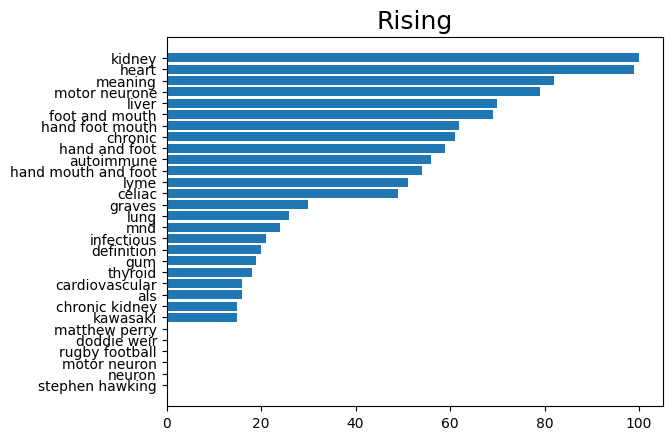 Rising
kidney
heart
meaning
motor neurone
liver
foot and mouth
hand foot mouth
chronic
hand and foot
autoimmune
hand mouth and foot
lyme
celiac
graves
lung
mnd
infectious
definition
gum
thyroid
cardiovascular
als
chronic kidney
kawasaki
matthew perry
doddie weir
rugby football
motor neuron
neuron
stephen hawking
0 20 40 60 80 100